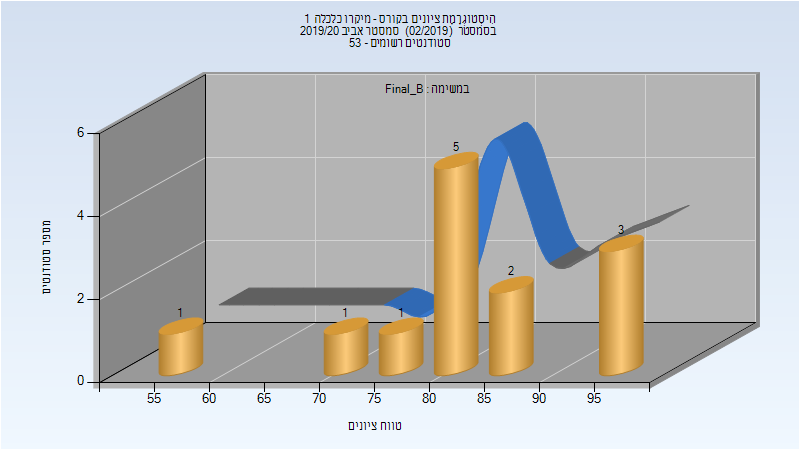 היסטוגרמת ציונים בקורס - מיקרו כלכלה 1
בסמסטר (02/2019) סמסטר אביב 2019/20
סטודנטים רשומים - 53
במשימה : Final_B
מספר סטודנטים
6
4
2
0
1
1
1
5
2
3
55 60 65 70 75 80 85 90 95
טווח ציונים